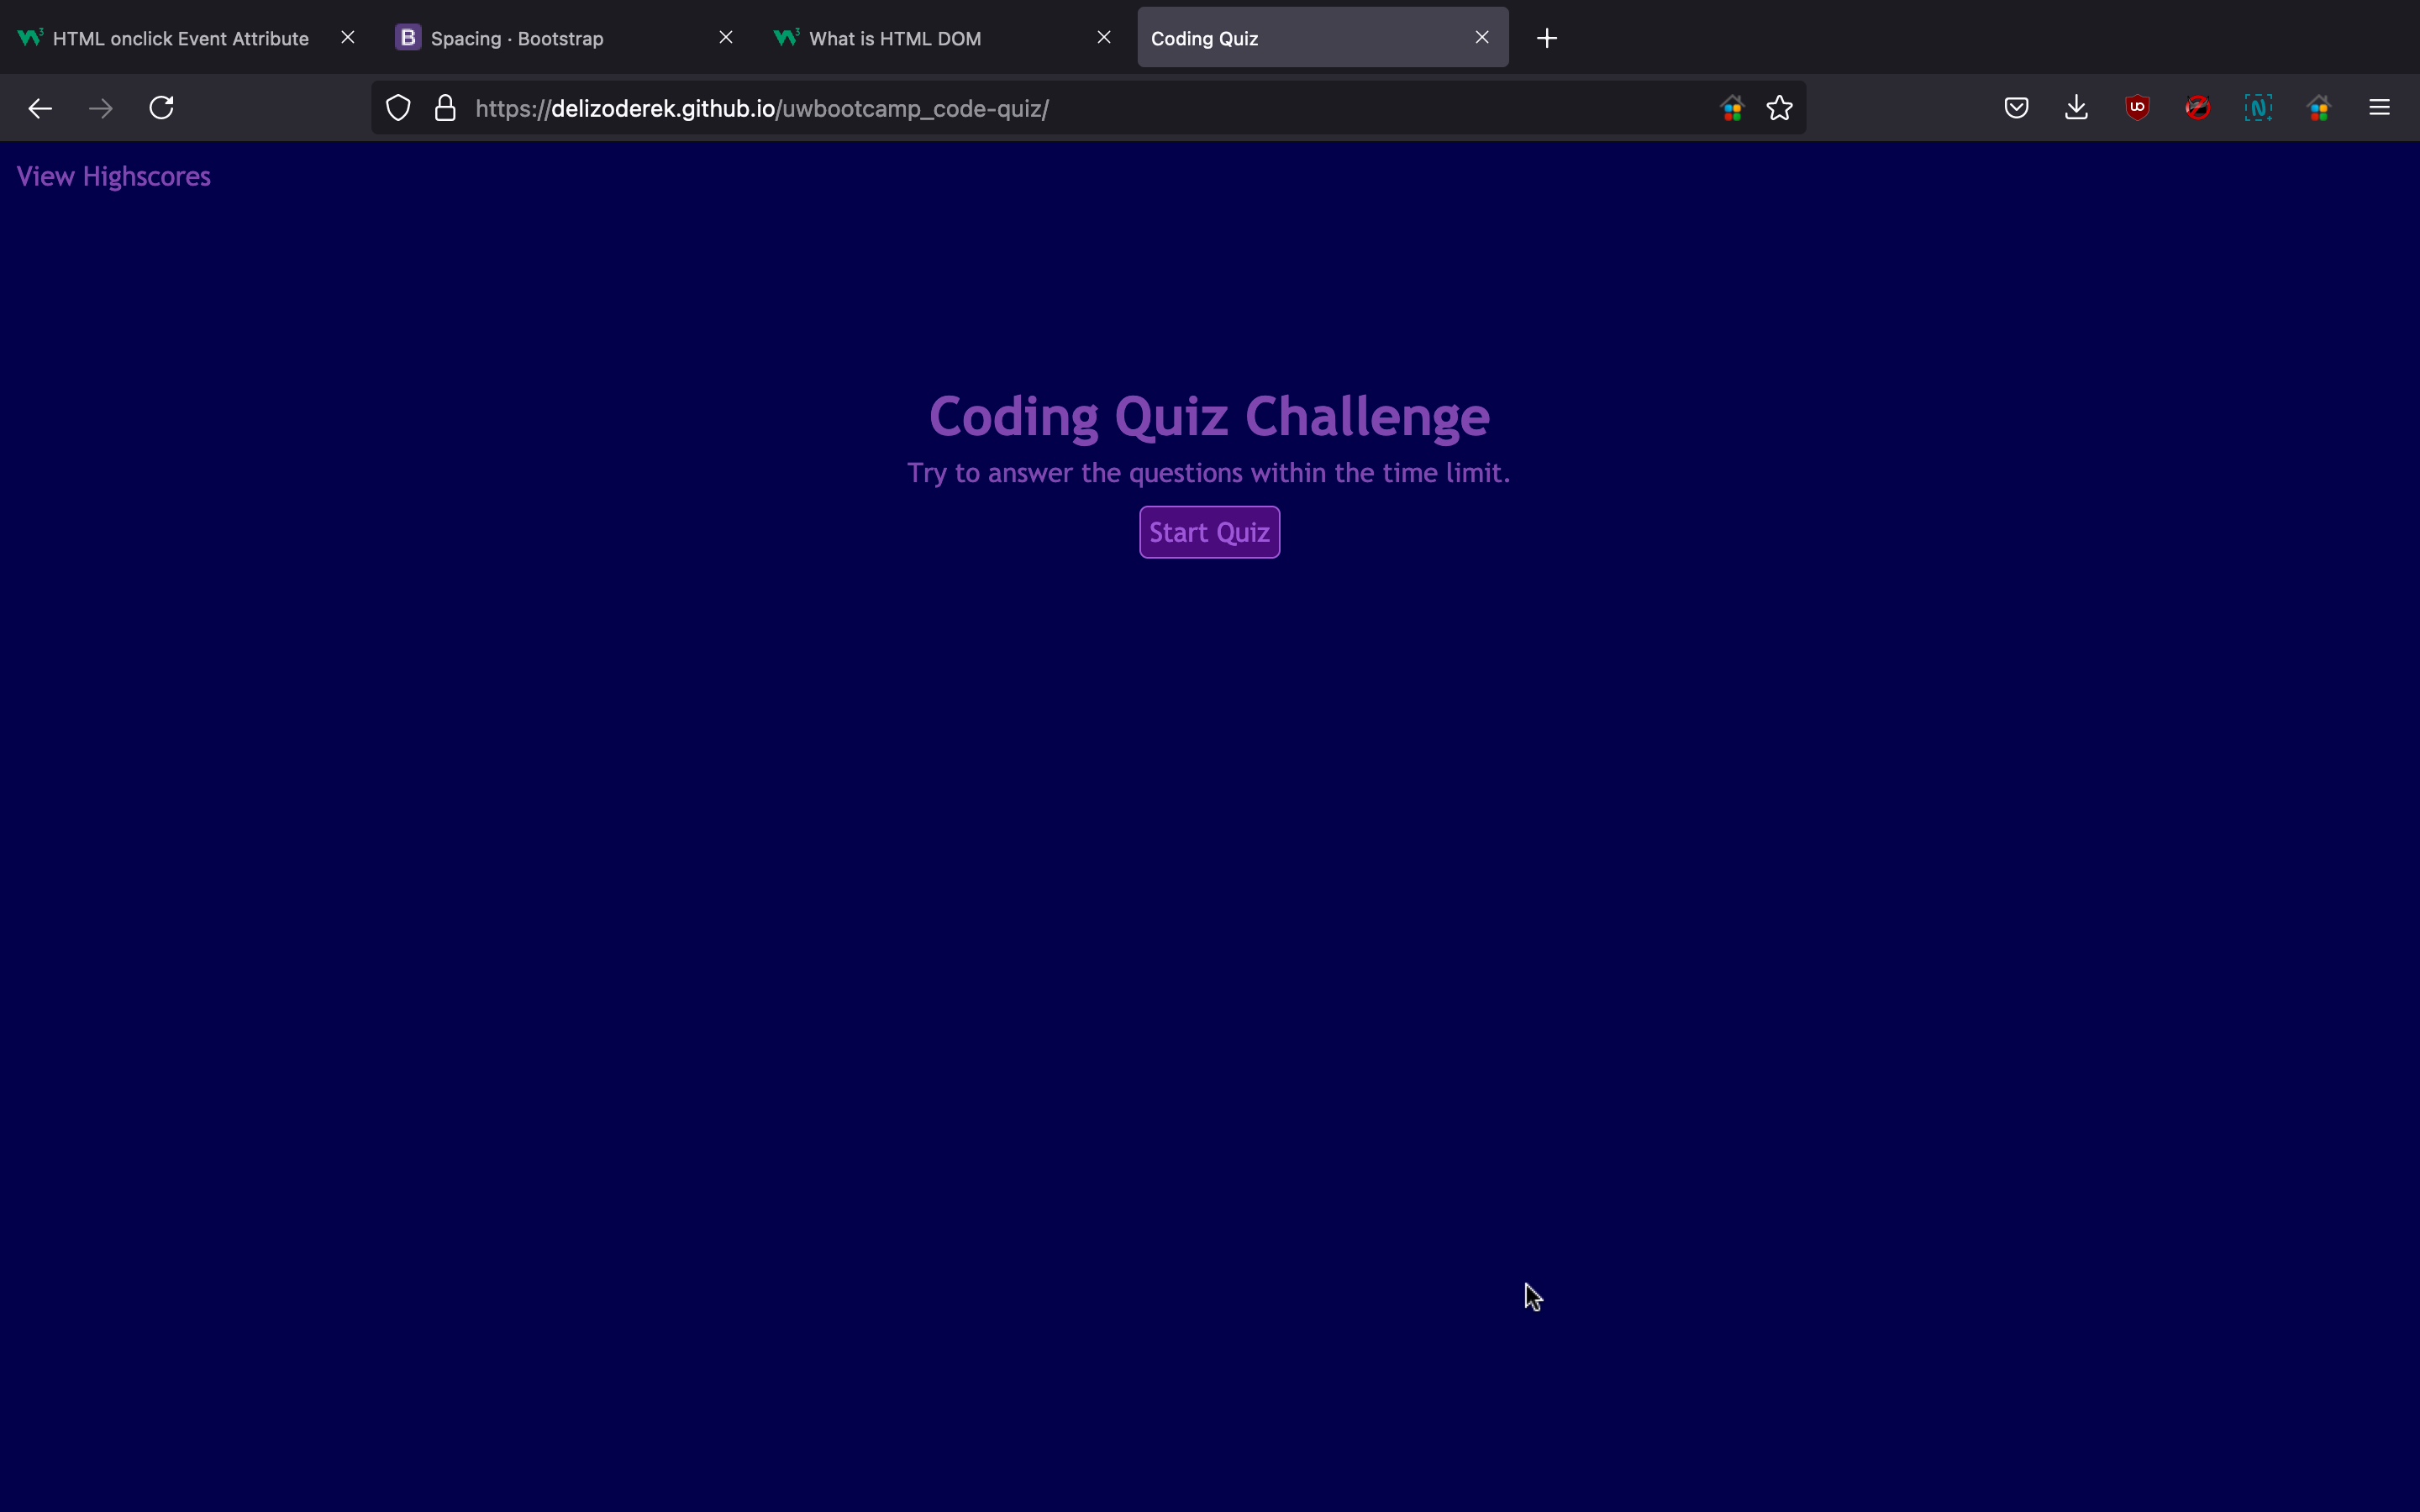 HTML onclick Event Attribute
B Spacing · Bootstrap
What is HTML DOM
Coding Quiz
https://delizoderek.github.io/uwbootcamp_code-quiz/
View Highscores
Coding Quiz Challenge
Try to answer the questions within the time limit.
Start Quiz